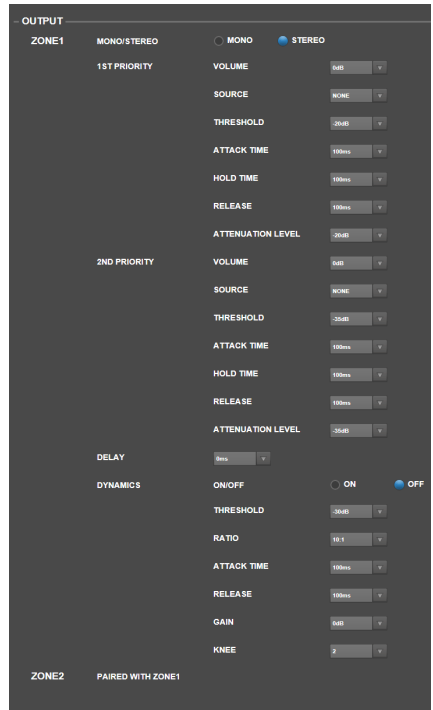 OUTPUT
ZONE1 MONO/STEREO MONO STEREO
1ST PRIORITY VOLUME 0dB
SOURCE NONE
THRESHOLD -20dB
ATTACK TIME 100ms
HOLD TIME 100ms
RELEASE 100ms
ATTENUATION LEVEL -20dB
2ND PRIORITY VOLUME 0dB
SOURCE NONE
THRESHOLD -35dB
ATTACK TIME 100ms
HOLD TIME 100ms
RELEASE 100ms
ATTENUATION LEVEL -35dB
DELAY 0ms
DYNAMICS ON/OFF ON OFF
THRESHOLD -30dB
RATIO 10:1
ATTACK TIME 100ms
RELEASE 100ms
GAIN 0dB
KNEE 2
ZONE2 PAIRED WITH ZONE1